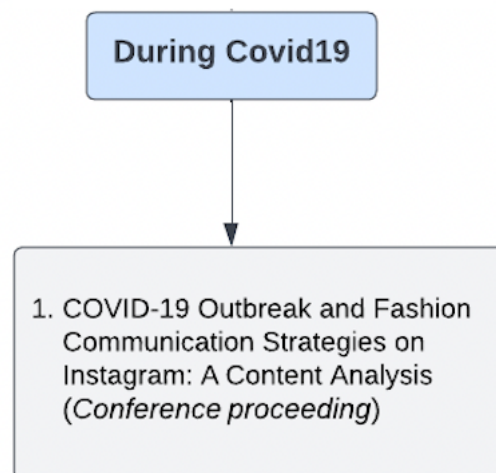 During Covid19
1. COVID-19 Outbreak and Fashion
Communication Strategies on
Instagram: A Content Analysis
(Conference proceeding)